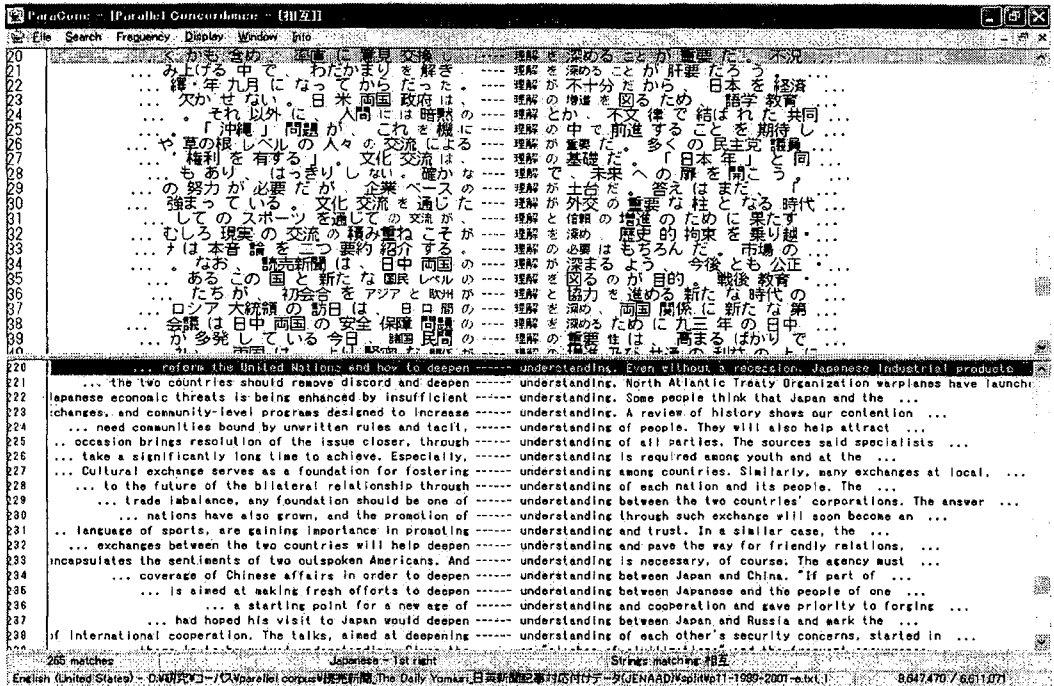 ParaConc - [Parallel Concordance - [相互]]
File Search Frequency Display Window Info
20 くかも 含め 、 率直 に 意見 交換 し ---- 理解 を 深める こと が 重要 だ 。 不況
21 ... み上げる 中 で 、 わだかまり を 解き 、 ---- 理解 を 深める こと が 肝要 だろ う 。 ...
22 ... 繹・年 九月 に なっ て から だっ た 。 ---- 理解 が 不十分 だ から 、 日本 を 経済 ...
23 ... 欠かせ ない 。 日 米 両国 政府 は 、 ---- 理解 の 増進 を 図る ため 、 語学 教育 ...
24 ... 。 それ 以外 に 、 人間 に は 暗黙 の ---- 理解 とか 、 不文 律 で 結ば れ た 共同 ...
25 ... 。 「 沖縄 」 問題 が 、 これ を 機 に ---- 理解 の 中 で 前進 する こと を 期待 し ...
26 ... や 草の根 レベル の 人々 の 交流 による ---- 理解 が 重要 だ 。 多く の 民主党 議員 ...
27 ... 権利 を 有する 」 。 文化 交流 は 、 ---- 理解 の 基礎 だ 。 「 日本 年 」 と 同 ...
28 ... も あり 、 はっきり し ない 。 確か な ---- 理解 で 、 未来 へ の 扉 を 開こ う 。 ...
29 ... の 努力 が 必要 だ が 、 企業 ベース の ---- 理解 が 土台 だ 。 答え は まだ 、 「 ...
30 ... 強まっ て いる 。 文化 交流 を 通じ た ---- 理解 が 外交 の 重要 な 柱 と なる 時代 ...
31 ... して の スポーツ を 通じて の 交流 が 、 ---- 理解 と 信頼 の 増進 の ため に 果たす ...
32 ... むしろ 現実 の 交流 の 積み重ね こそ が ---- 理解 を 深め 、 歴史 的 拘束 を 乗り越 ...
33 ... は 本音 論 を 二つ 要約 紹介 する 。 ---- 理解 の 必要 は もちろん だ 。 市場 の ...
34 ... 。 なお 、 読売新聞 は 、 日中 両国 の ---- 理解 が 深まる よう 、 今後 とも 公正 ・ ...
35 ... ある この 国 と 新た な 国民 レベル の ---- 理解 を 図る の が 目的 。 戦後 教育 ...
36 ... たち が 、 初会合 を アジア と 欧州 が ---- 理解 と 協力 を 進める 新た な 時代 の ...
37 ... ロシア 大統領 の 訪日 は 、 日 ロ 間 の ---- 理解 を 深め 、 両国 関係 に 新た な 第 ...
38 ... 会議 は 日中 両国 の 安全 保障 問題 の ---- 理解 を 深める ため に 九三 年 の 日中 ...
39 ... が 多発 し て いる 今日 、 諸国 民間 の ---- 理解 の 重要 性 は 、 高まる ばかり で ...
220 ... reform the United Nations and how to deepen ------ understanding. Even without a recession, Japanese industrial products
221 ... the two countries should remove discord and deepen ------ understanding. North Atlantic Treaty Organization warplanes have launch
222 Japanese economic threats is being enhanced by insufficient ------ understanding. Some people think that Japan and the ...
223 changes, and community-level programs designed to increase ------ understanding. A review of history shows our contention ...
224 ... need communities bound by unwritten rules and tacit, ------ understanding of people. They will also help attract ...
225 .. occasion brings resolution of the issue closer, through ------ understanding of all parties. The sources said specialists ...
226 ... take a significantly long time to achieve. Especially, ------ understanding is required among youth and at the ...
227 ... Cultural exchange serves as a foundation for fostering ------ understanding among countries. Similarly, many exchanges at local, ...
228 ... to the future of the bilateral relationship through ------ understanding of each nation and its people. The ...
229 ... trade imbalance, any foundation should be one of ------ understanding between the two countries' corporations. The answer ...
230 ... nations have also grown, and the promotion of ------ understanding through such exchange will soon become an ...
231 .. language of sports, are gaining importance in promoting ------ understanding and trust. In a similar case, the ...
232 ... exchanges between the two countries will help deepen ------ understanding and pave the way for friendly relations, ...
233 encapsulates the sentiments of two outspoken Americans. And ------ understanding is necessary, of course. The agency must ...
234 ... coverage of Chinese affairs in order to deepen ------ understanding between Japan and China. "If part of ...
235 ... is aimed at making fresh efforts to deepen ------ understanding between Japanese and the people of one ...
236 ... a starting point for a new age of ------ understanding and cooperation and gave priority to forging ...
237 ... had hoped his visit to Japan would deepen ------ understanding between Japan and Russia and mark the ...
238 of international cooperation. The talks, aimed at deepening ------ understanding of each other's security concerns, started in ...
265 matches Japanese - 1st right Strings matching: 相互
English (United States) - D:¥研究¥コーパス¥parallel corpus¥読売新聞_The Daily Yomiuri_日英新聞記事対応付けデータ(JENAAD)¥split¥p11-1989-2001-e.txt, 8,647,470 / 6,611,071